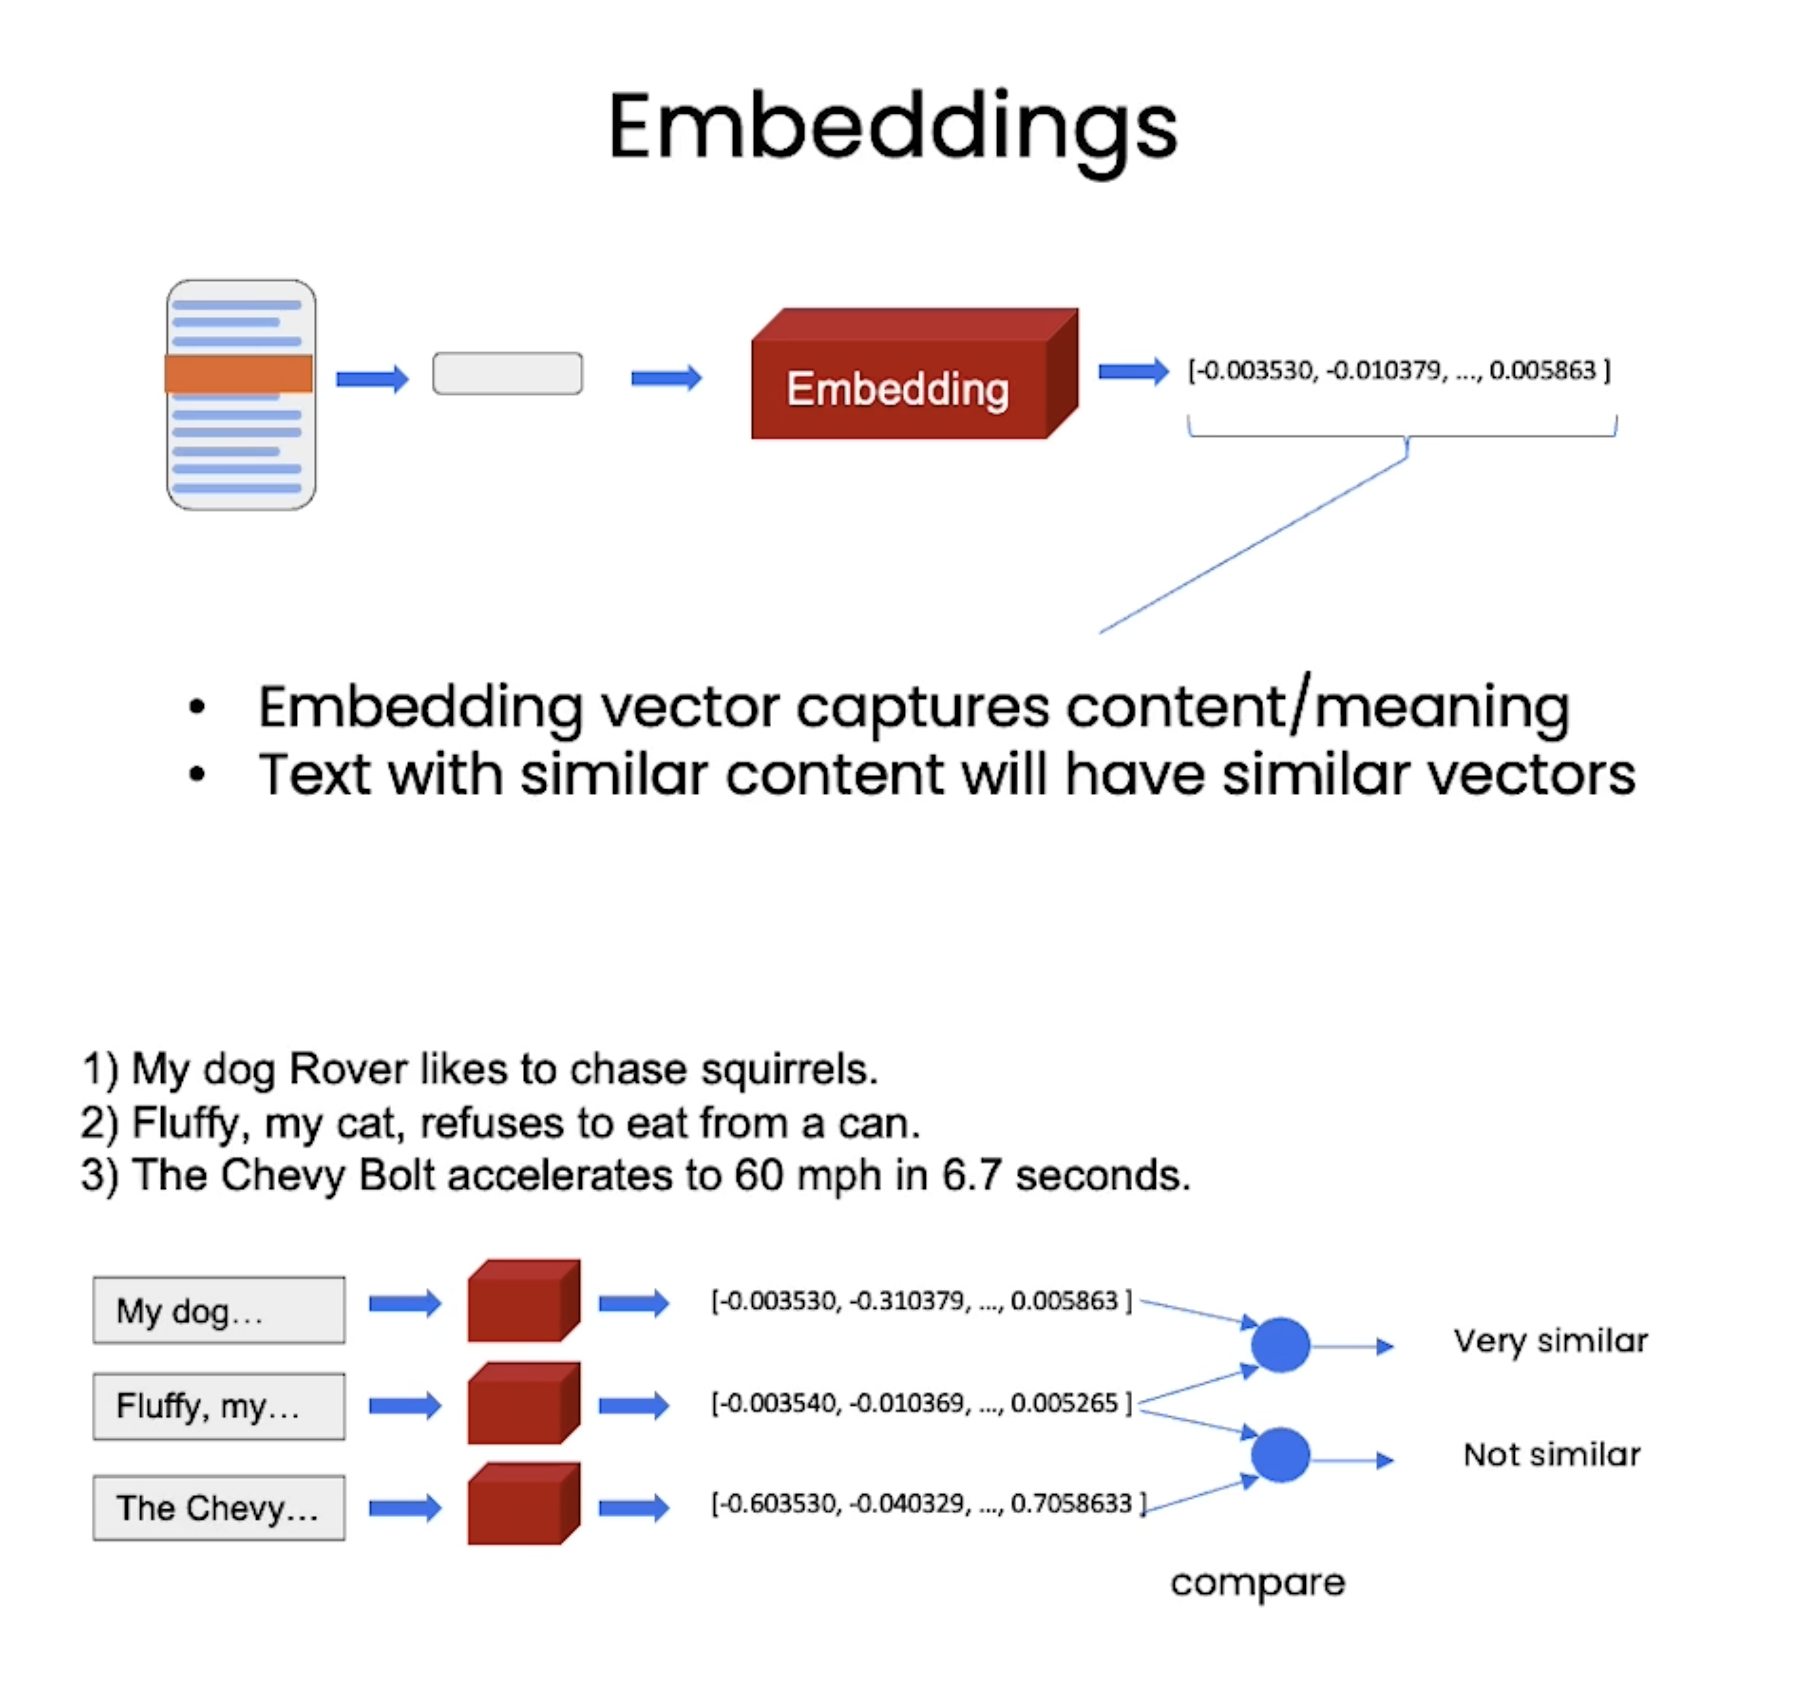 Embeddings
Embedding
[-0.003530, -0.010379, ..., 0.005863 ]
• Embedding vector captures content/meaning
• Text with similar content will have similar vectors
1) My dog Rover likes to chase squirrels.
2) Fluffy, my cat, refuses to eat from a can.
3) The Chevy Bolt accelerates to 60 mph in 6.7 seconds.
My dog...
[-0.003530, -0.310379, ..., 0.005863 ]
Very similar
Fluffy, my...
[-0.003540, -0.010369, ..., 0.005265 ]
Not similar
The Chevy...
[-0.603530, -0.040329, ..., 0.7058633 ]
compare